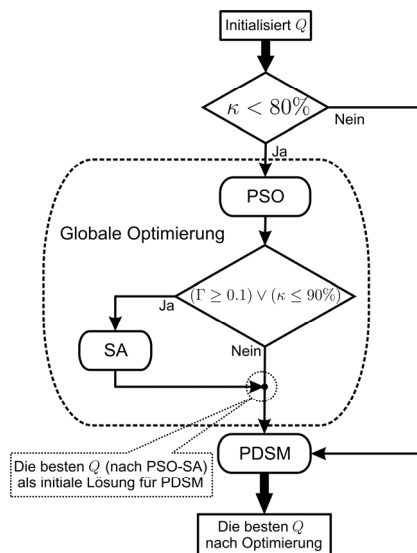 Initialisiert Q
κ < 80%
Nein
Ja
PSO
Globale Optimierung
(Γ ≥ 0.1) ∨ (κ ≤ 90%)
Ja
SA
Nein
Die besten Q (nach PSO-SA)
als initiale Lösung für PDSM
PDSM
Die besten Q
nach Optimierung